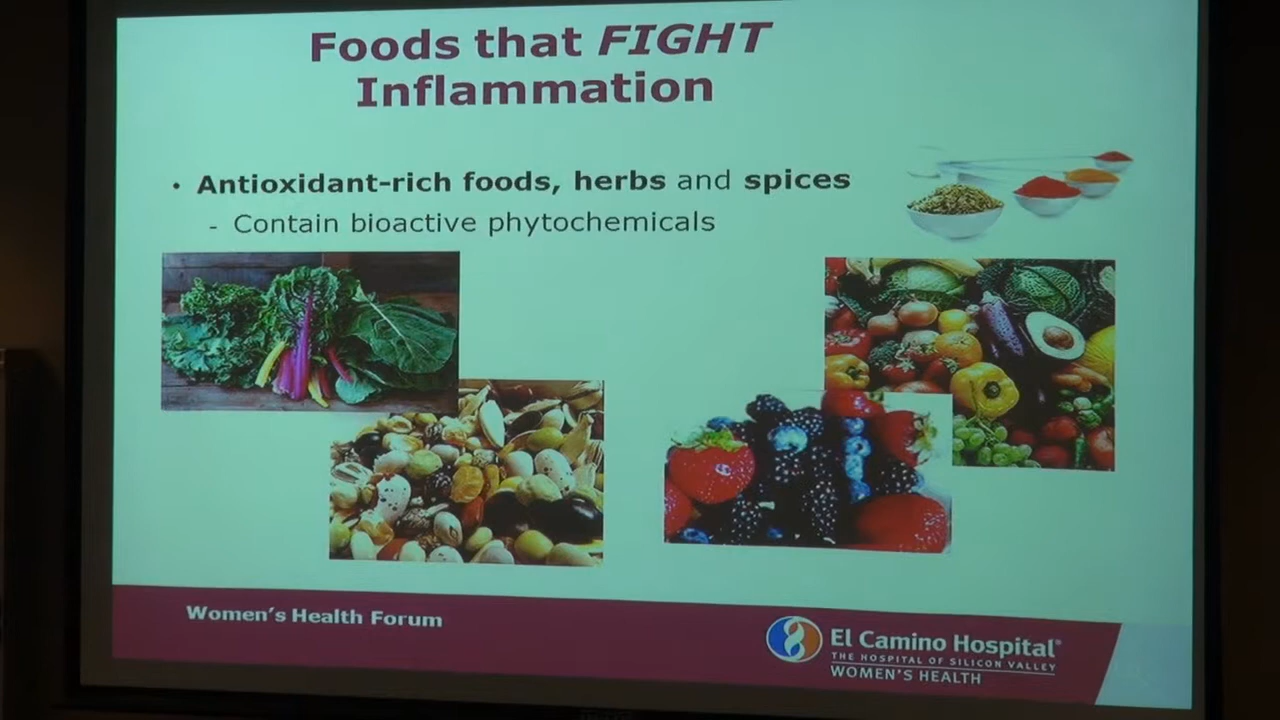 Foods that FIGHT
Inflammation
• Antioxidant-rich foods, herbs and spices
- Contain bioactive phytochemicals
Women's Health Forum
El Camino Hospital®
THE HOSPITAL OF SILICON VALLEY
WOMEN'S HEALTH